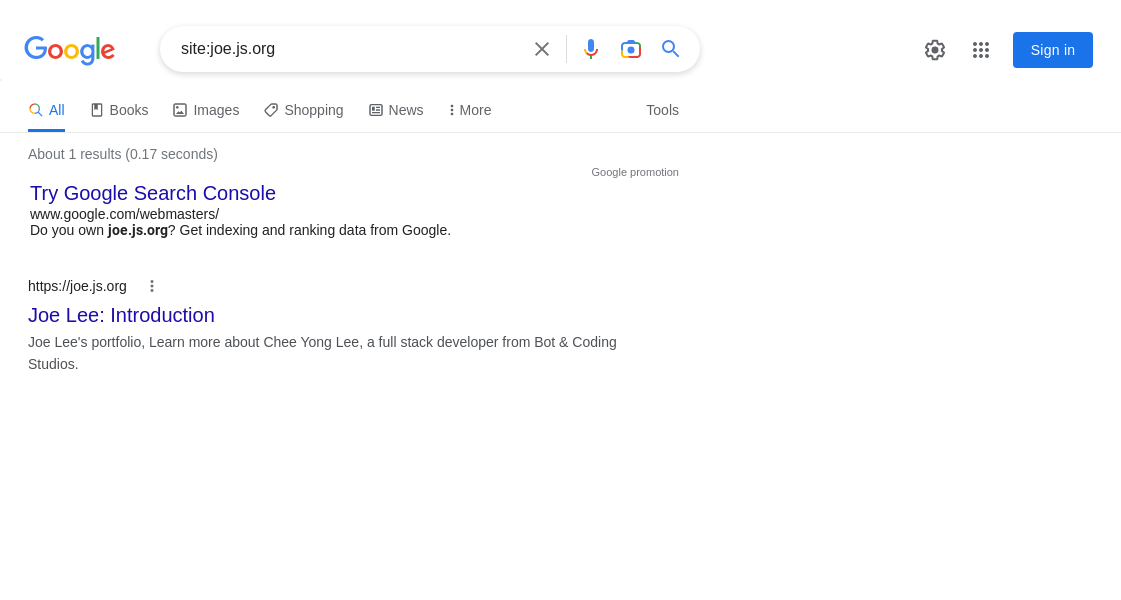 Google
site:joe.js.org
Sign in
All
Books
Images
Shopping
News
More
Tools
About 1 results (0.17 seconds)
Google promotion
Try Google Search Console
www.google.com/webmasters/
Do you own joe.js.org? Get indexing and ranking data from Google.
https://joe.js.org
Joe Lee: Introduction
Joe Lee's portfolio, Learn more about Chee Yong Lee, a full stack developer from Bot & Coding
Studios.